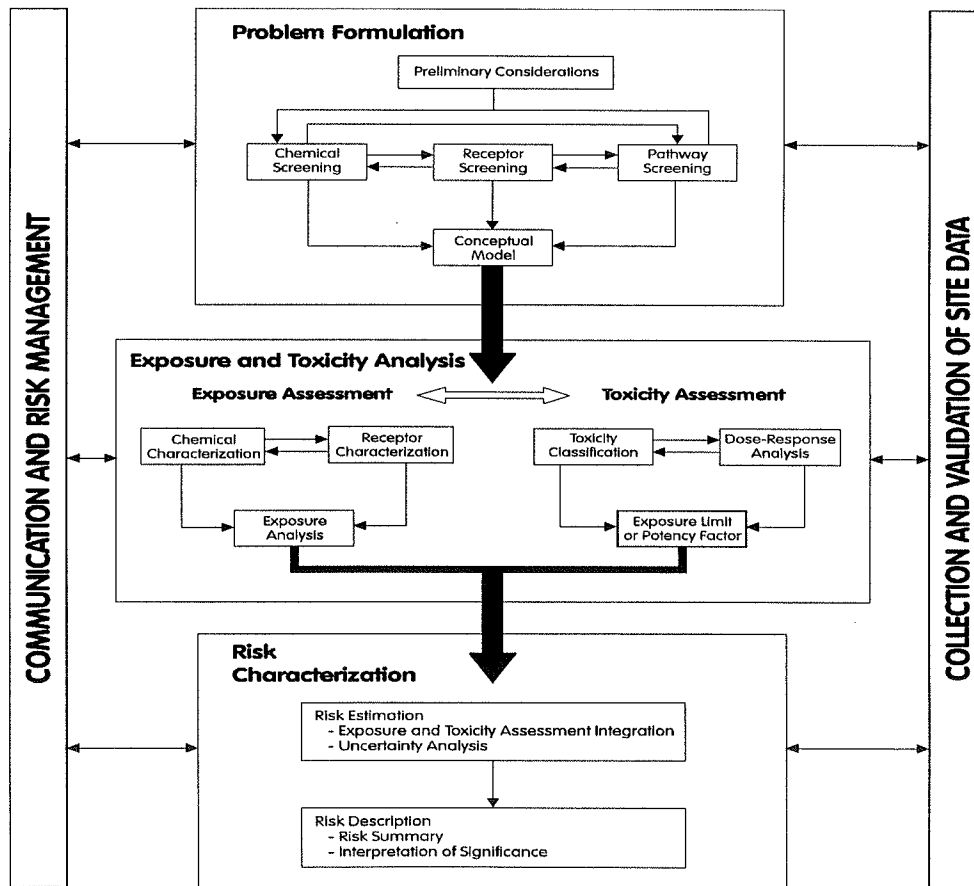 COMMUNICATION AND RISK MANAGEMENT
Problem Formulation
Preliminary Considerations
Chemical
Screening
Receptor
Screening
Pathway
Screening
Conceptual
Model
Exposure and Toxicity Analysis
Exposure Assessment
Toxicity Assessment
Chemical
Characterization
Receptor
Characterization
Toxicity
Classification
Dose-Response
Analysis
Exposure
Analysis
Exposure Limit
or Potency Factor
Risk
Characterization
Risk Estimation
- Exposure and Toxicity Assessment Integration
- Uncertainty Analysis
Risk Description
- Risk Summary
- Interpretation of Significance
COLLECTION AND VALIDATION OF SITE DATA